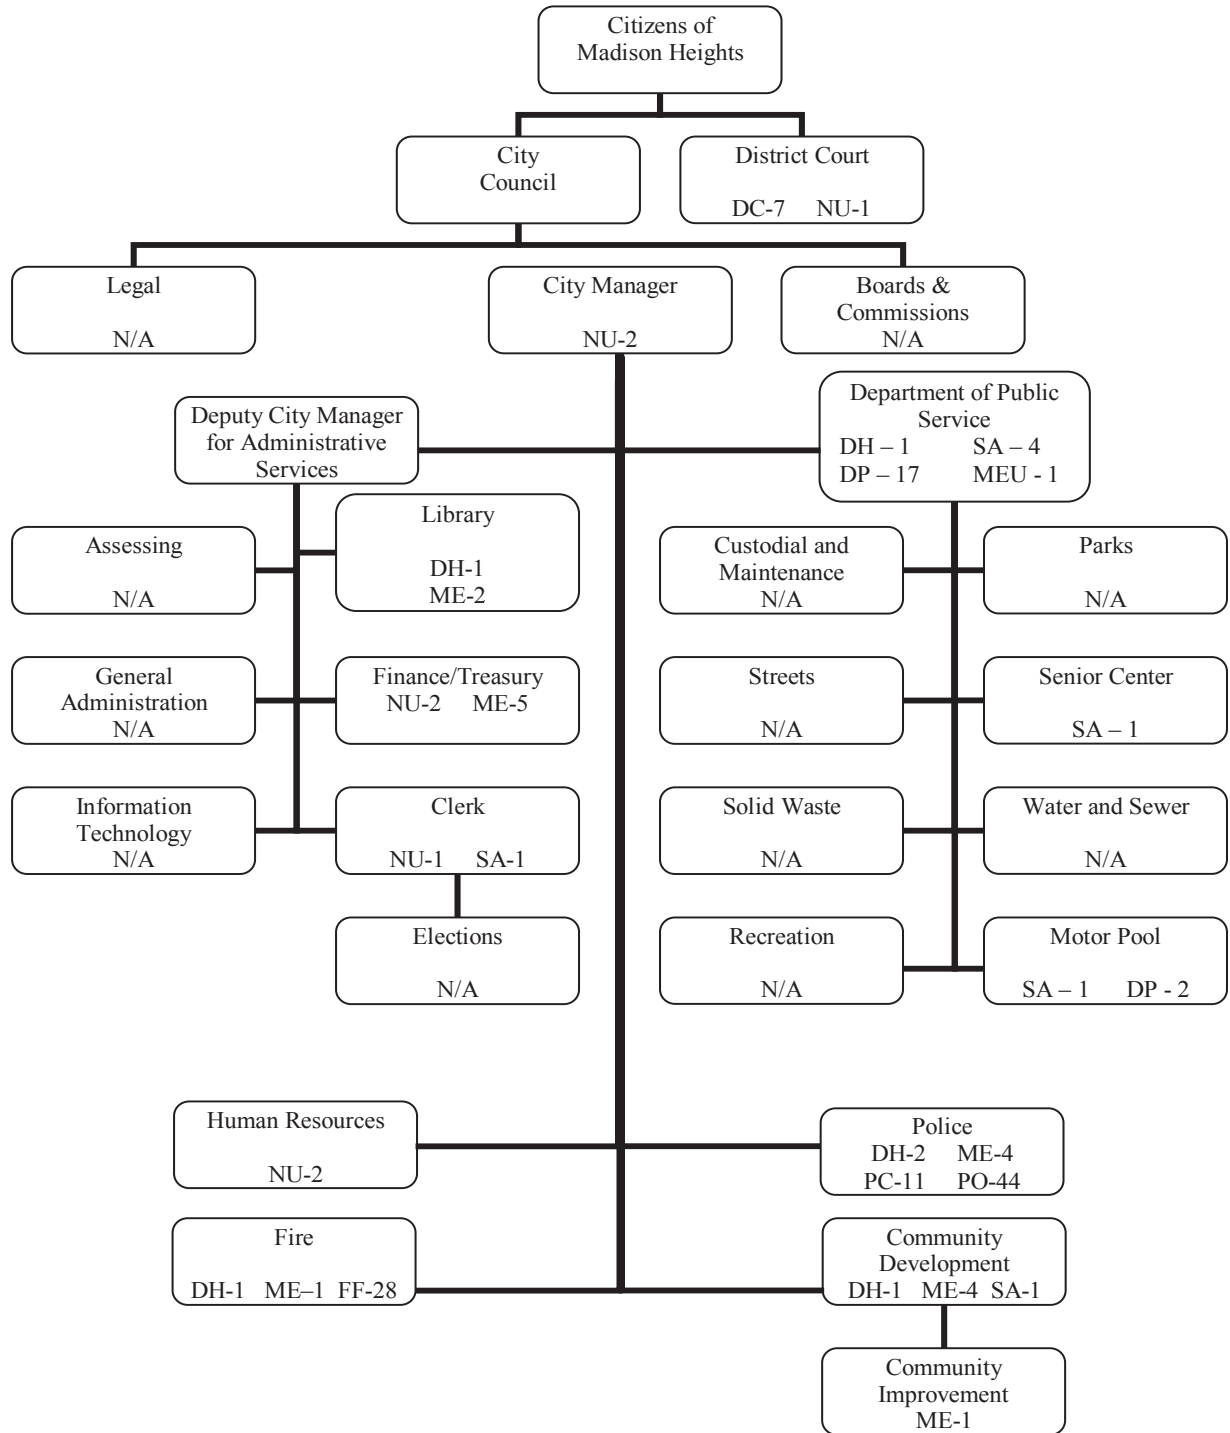 Citizens of
Madison Heights
City
Council
District Court
DC-7 NU-1
Legal
N/A
City Manager
NU-2
Boards &
Commissions
N/A
Deputy City Manager
for Administrative
Services
Department of Public
Service
DH – 1 SA – 4
DP – 17 MEU - 1
Assessing
N/A
Library
DH-1
ME-2
Custodial and
Maintenance
N/A
Parks
N/A
General
Administration
N/A
Finance/Treasury
NU-2 ME-5
Streets
N/A
Senior Center
SA – 1
Information
Technology
N/A
Clerk
NU-1 SA-1
Solid Waste
N/A
Water and Sewer
N/A
Elections
N/A
Recreation
N/A
Motor Pool
SA – 1 DP - 2
Human Resources
NU-2
Police
DH-2 ME-4
PC-11 PO-44
Fire
DH-1 ME–1 FF-28
Community
Development
DH-1 ME-4 SA-1
Community
Improvement
ME-1